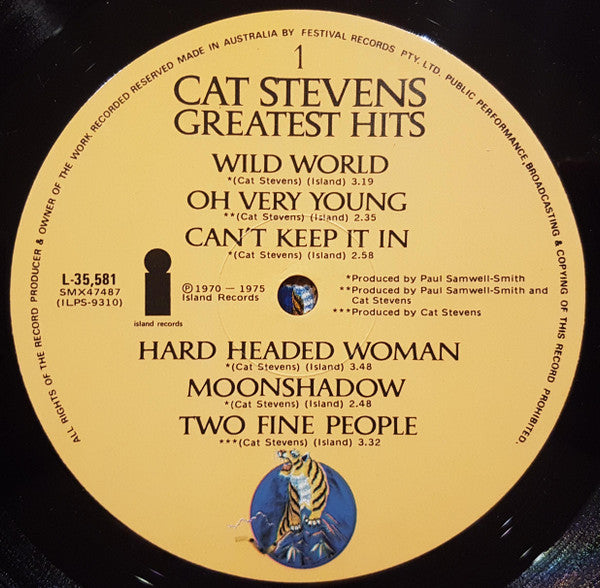 ALL RIGHTS OF THE RECORD PRODUCER & OWNER OF THE WORK RECORDED RESERVED MADE IN AUSTRALIA BY FESTIVAL RECORDS PTY. LTD. PUBLIC PERFORMANCE, BROADCASTING & COPYING OF THIS RECORD PROHIBITED.
1
CAT STEVENS
GREATEST HITS
WILD WORLD
*(Cat Stevens) (Island) 3.19
OH VERY YOUNG
**(Cat Stevens) (Island) 2.35
CAN'T KEEP IT IN
*(Cat Stevens) (Island) 2.58
L-35,581
SMX47487
(ILPS-9310)
island records
℗ 1970 – 1975
Island Records
*Produced by Paul Samwell-Smith
**Produced by Paul Samwell-Smith and
Cat Stevens
***Produced by Cat Stevens
HARD HEADED WOMAN
*(Cat Stevens) (Island) 3.48
MOONSHADOW
*(Cat Stevens) (Island) 2.48
TWO FINE PEOPLE
***(Cat Stevens) (Island) 3.32